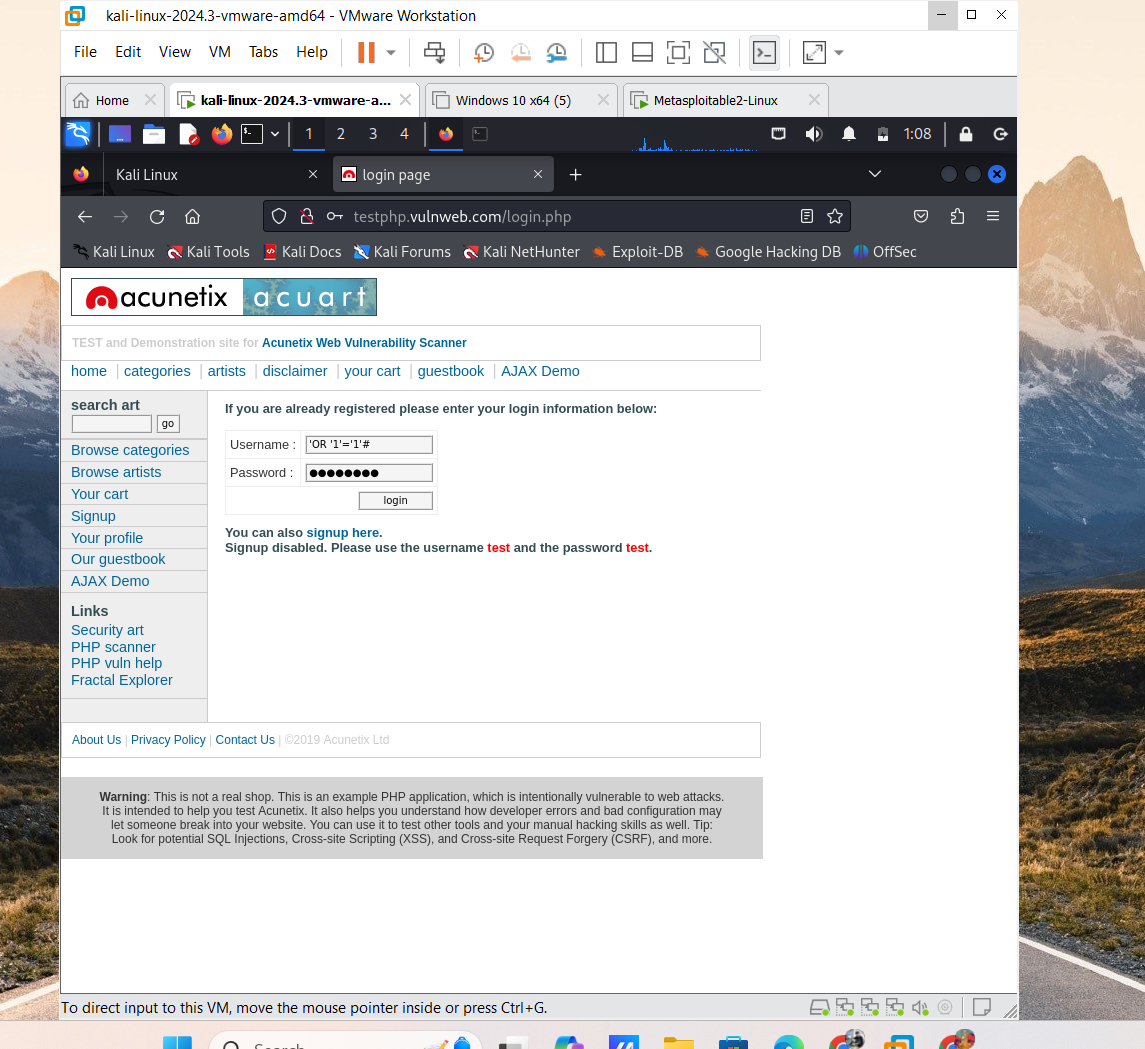 kali-linux-2024.3-vmware-amd64 - VMware Workstation
File Edit View VM Tabs Help
Home kali-linux-2024.3-vmware-a... Windows 10 x64 (5) Metasploitable2-Linux
1 2 3 4 1:08
Kali Linux login page
testphp.vulnweb.com/login.php
Kali Linux Kali Tools Kali Docs Kali Forums Kali NetHunter Exploit-DB Google Hacking DB OffSec
acunetix acuart
TEST and Demonstration site for Acunetix Web Vulnerability Scanner
home | categories | artists | disclaimer | your cart | guestbook | AJAX Demo
search art
go
Browse categories
Browse artists
Your cart
Signup
Your profile
Our guestbook
AJAX Demo
Links
Security art
PHP scanner
PHP vuln help
Fractal Explorer
If you are already registered please enter your login information below:
Username : 'OR '1'='1'#
Password : ●●●●●●●●
login
You can also signup here.
Signup disabled. Please use the username test and the password test.
About Us | Privacy Policy | Contact Us | ©2019 Acunetix Ltd
Warning: This is not a real shop. This is an example PHP application, which is intentionally vulnerable to web attacks.
It is intended to help you test Acunetix. It also helps you understand how developer errors and bad configuration may
let someone break into your website. You can use it to test other tools and your manual hacking skills as well. Tip:
Look for potential SQL Injections, Cross-site Scripting (XSS), and Cross-site Request Forgery (CSRF), and more.
To direct input to this VM, move the mouse pointer inside or press Ctrl+G.
Search